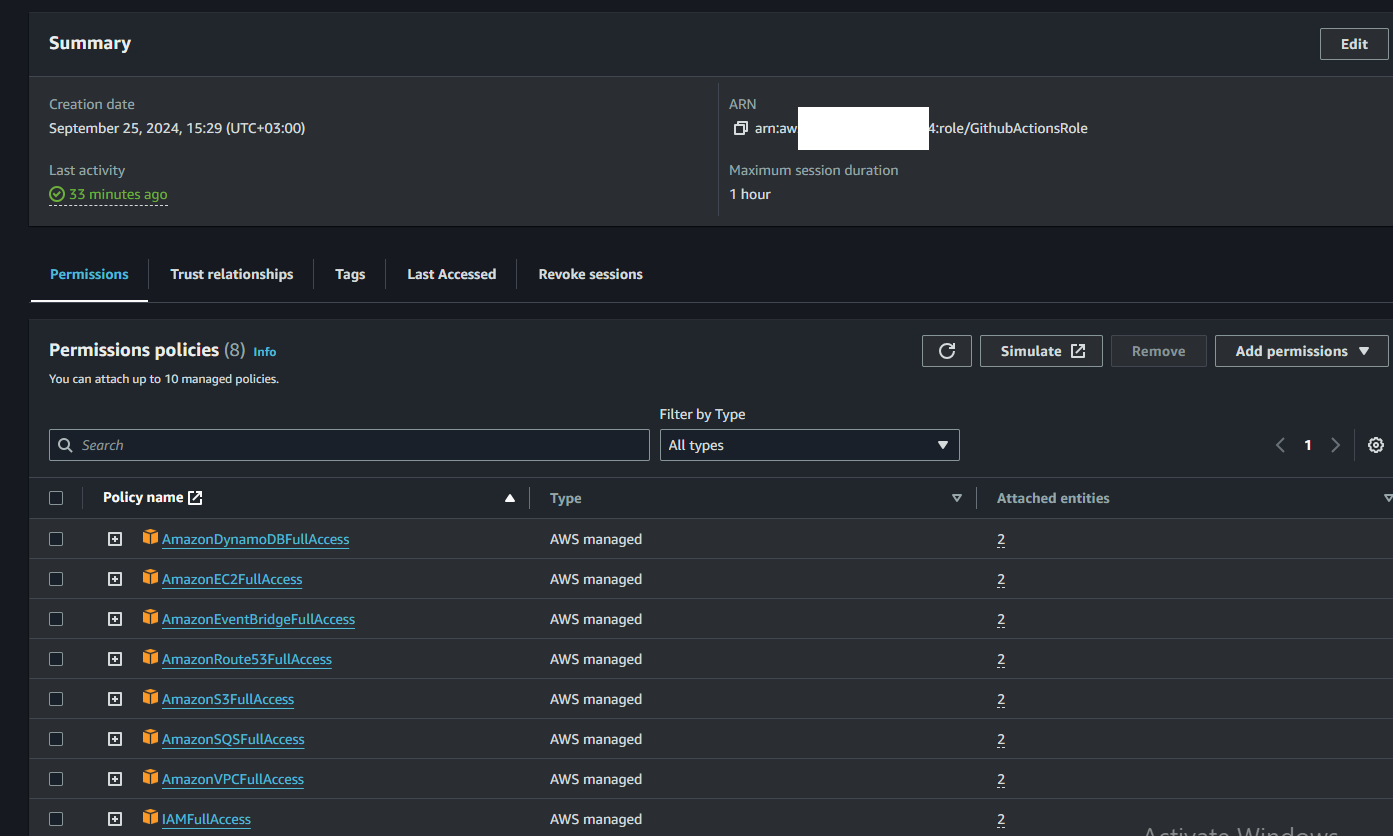 Summary
Edit
Creation date
September 25, 2024, 15:29 (UTC+03:00)
ARN
arn:aw 4:role/GithubActionsRole
Last activity
33 minutes ago
Maximum session duration
1 hour
Permissions Trust relationships Tags Last Accessed Revoke sessions
Permissions policies (8) Info
You can attach up to 10 managed policies.
Simulate Remove Add permissions
Filter by Type
Search All types 1
Policy name Type Attached entities
AmazonDynamoDBFullAccess AWS managed 2
AmazonEC2FullAccess AWS managed 2
AmazonEventBridgeFullAccess AWS managed 2
AmazonRoute53FullAccess AWS managed 2
AmazonS3FullAccess AWS managed 2
AmazonSQSFullAccess AWS managed 2
AmazonVPCFullAccess AWS managed 2
IAMFullAccess AWS managed 2
Activate Windows